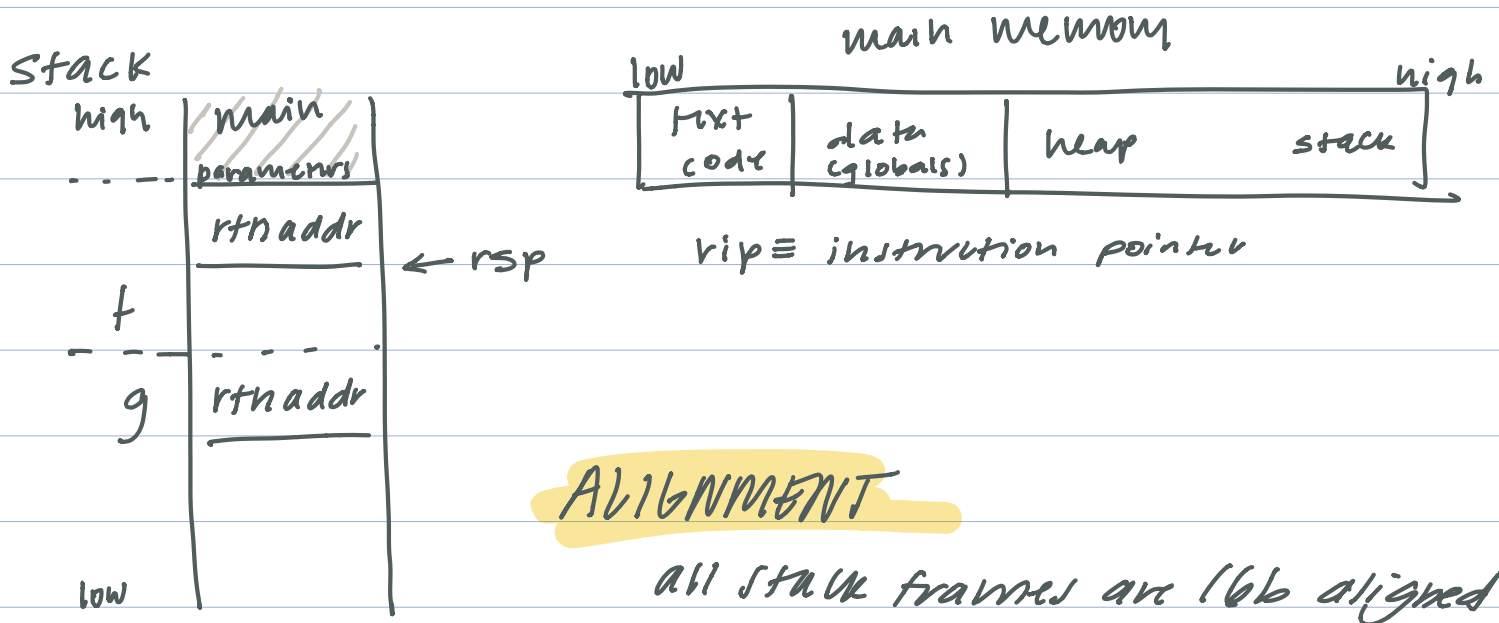 stack
high
main
parameters
rtn addr
← rsp
f
g
rtn addr
low
main memory
low
high
text
code
data
(globals)
heap
stack
rip ≡ instruction pointer
ALIGNMENT
all stack frames are 16b aligned